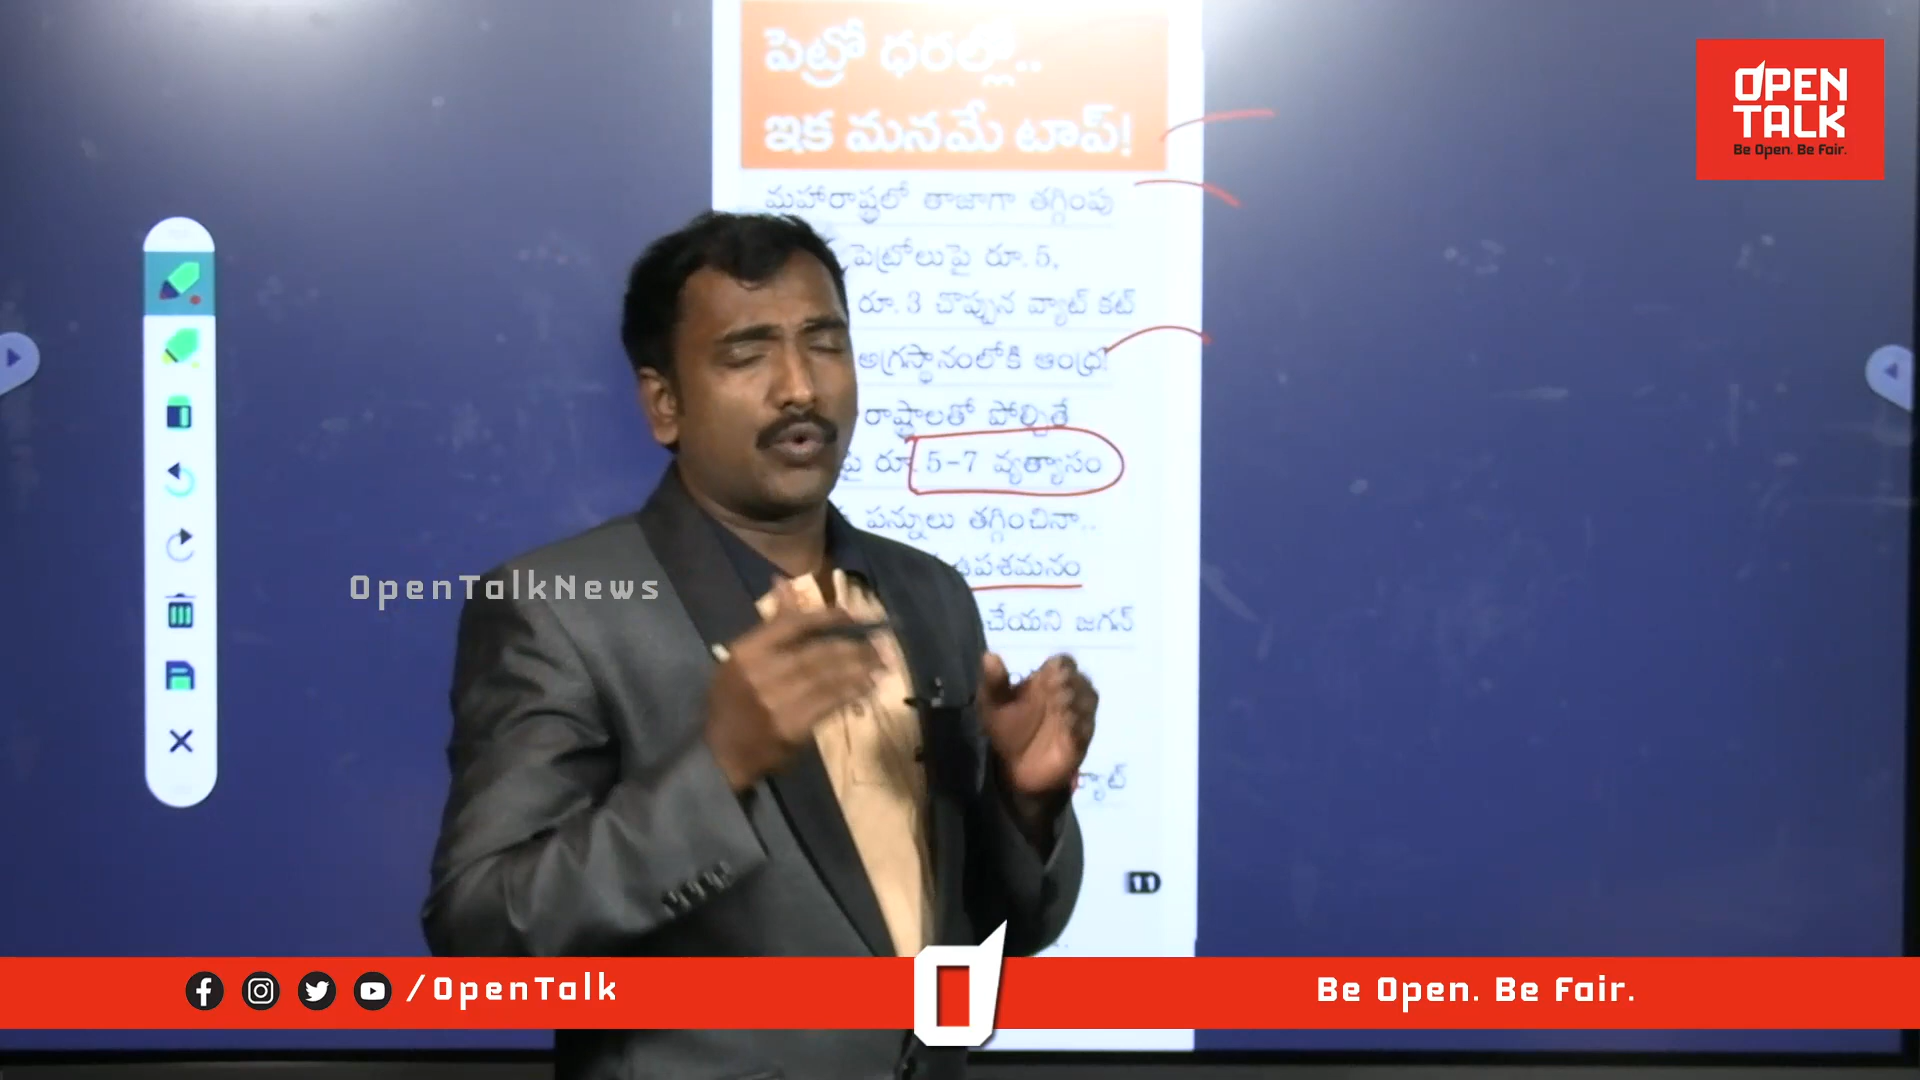 పెట్రో ధరల్లో..
ఇక మనమే టాప్!
మహారాష్ట్రలో తాజాగా తగ్గింపు
పెట్రోలుపై రూ. 5,
రూ. 3 చొప్పున వ్యాట్ కట్
అగ్రస్థానంలోకి ఆంధ్ర!
రాష్ట్రాలతో పోల్చితే
పై రూ. 5-7 వ్యత్యాసం
పన్నులు తగ్గించినా..
ఉపశమనం
చేయని జగన్
OPEN
TALK
Be Open. Be Fair.
OpenTalkNews
/OpenTalk
Be Open. Be Fair.